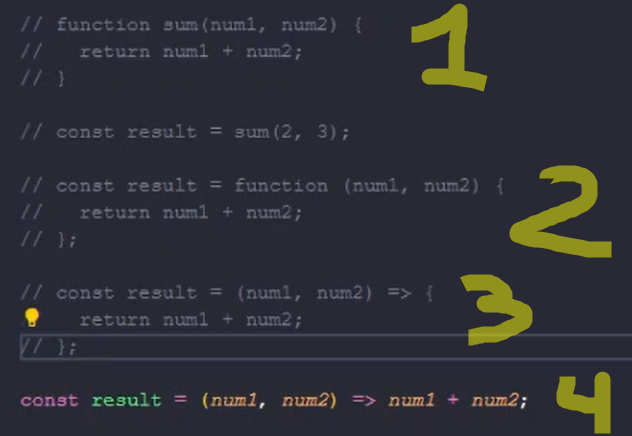 // function sum(num1, num2) {
//   return num1 + num2;
// }
1
// const result = sum(2, 3);
// const result = function (num1, num2) {
//   return num1 + num2;
// };
2
// const result = (num1, num2) => {
     return num1 + num2;
// };
3
const result = (num1, num2) => num1 + num2;
4